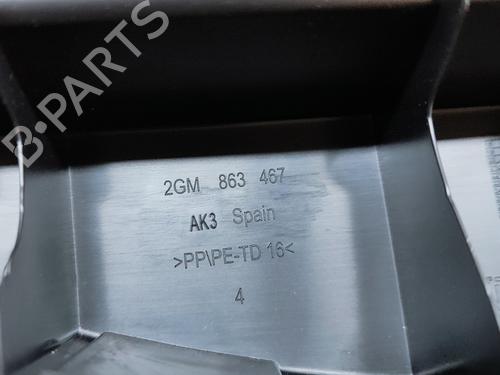 B-PARTS
2GM 863 467
AK3 Spain
>PP\PE-TD 16<
4